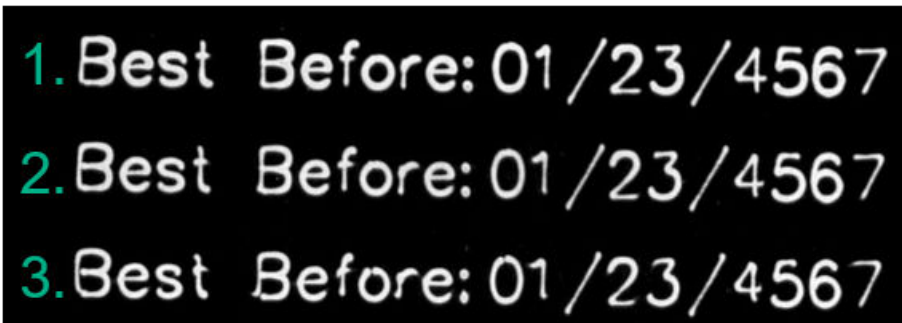 1. Best Before: 01/23/4567
2. Best Before: 01/23/4567
3. Best Before: 01/23/4567